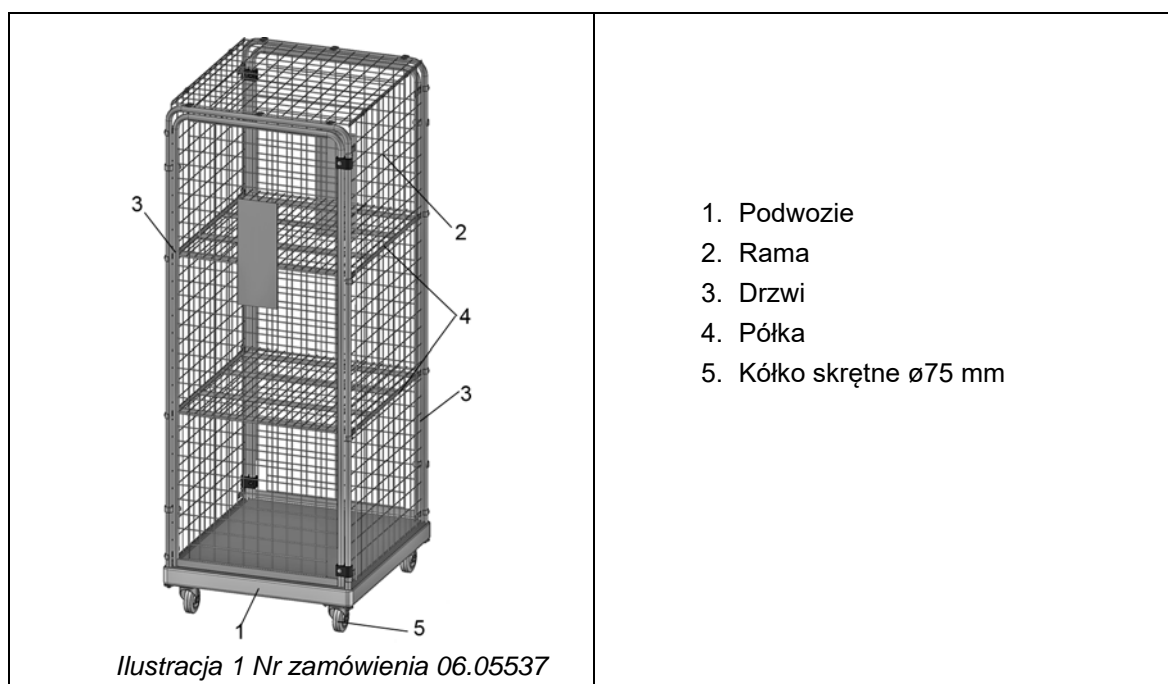 3
2
4
3
1
5
Ilustracja 1 Nr zamówienia 06.05537
1. Podwozie
2. Rama
3. Drzwi
4. Półka
5. Kółko skrętne ø75 mm